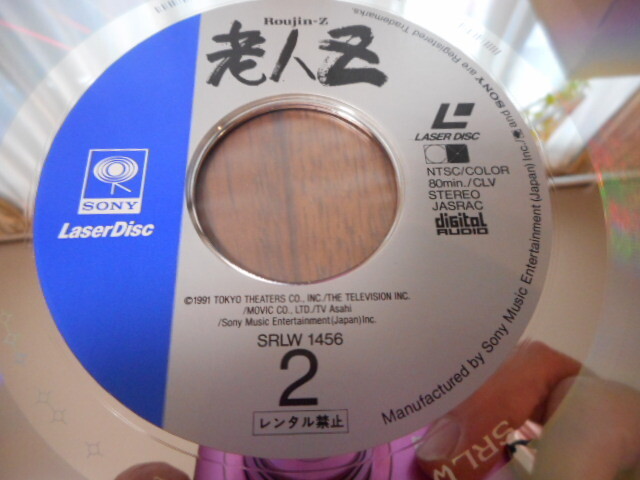 Roujin-Z
老人Z
and SONY are Registered Trademarks.
LASER DISC
NTSC/COLOR
80min./CLV
STEREO
JASRAC
digital
AUDIO
SONY
LaserDisc
©1991 TOKYO THEATERS CO., INC./THE TELEVISION INC.
/MOVIC CO., LTD./TV Asahi
/Sony Music Entertainment(Japan)Inc.
SRLW 1456
2
レンタル禁止
Manufactured by Sony Music Entertainment (Japan) Inc./
SRLW